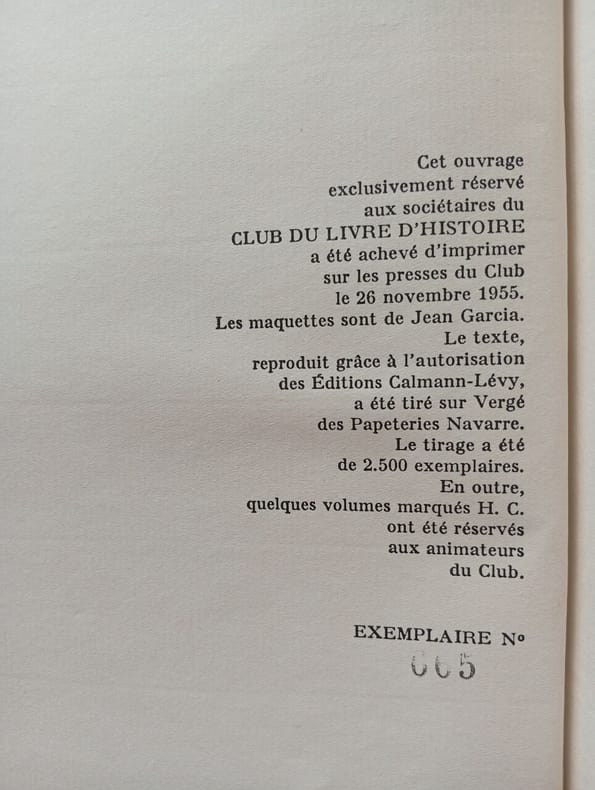 Cet ouvrage
exclusivement réservé
aux sociétaires du
CLUB DU LIVRE D'HISTOIRE
a été achevé d'imprimer
sur les presses du Club
le 26 novembre 1955.
Les maquettes sont de Jean Garcia.
Le texte,
reproduit grâce à l'autorisation
des Éditions Calmann-Lévy,
a été tiré sur Vergé
des Papeteries Navarre.
Le tirage a été
de 2.500 exemplaires.
En outre,
quelques volumes marqués H. C.
ont été réservés
aux animateurs
du Club.
EXEMPLAIRE Nº